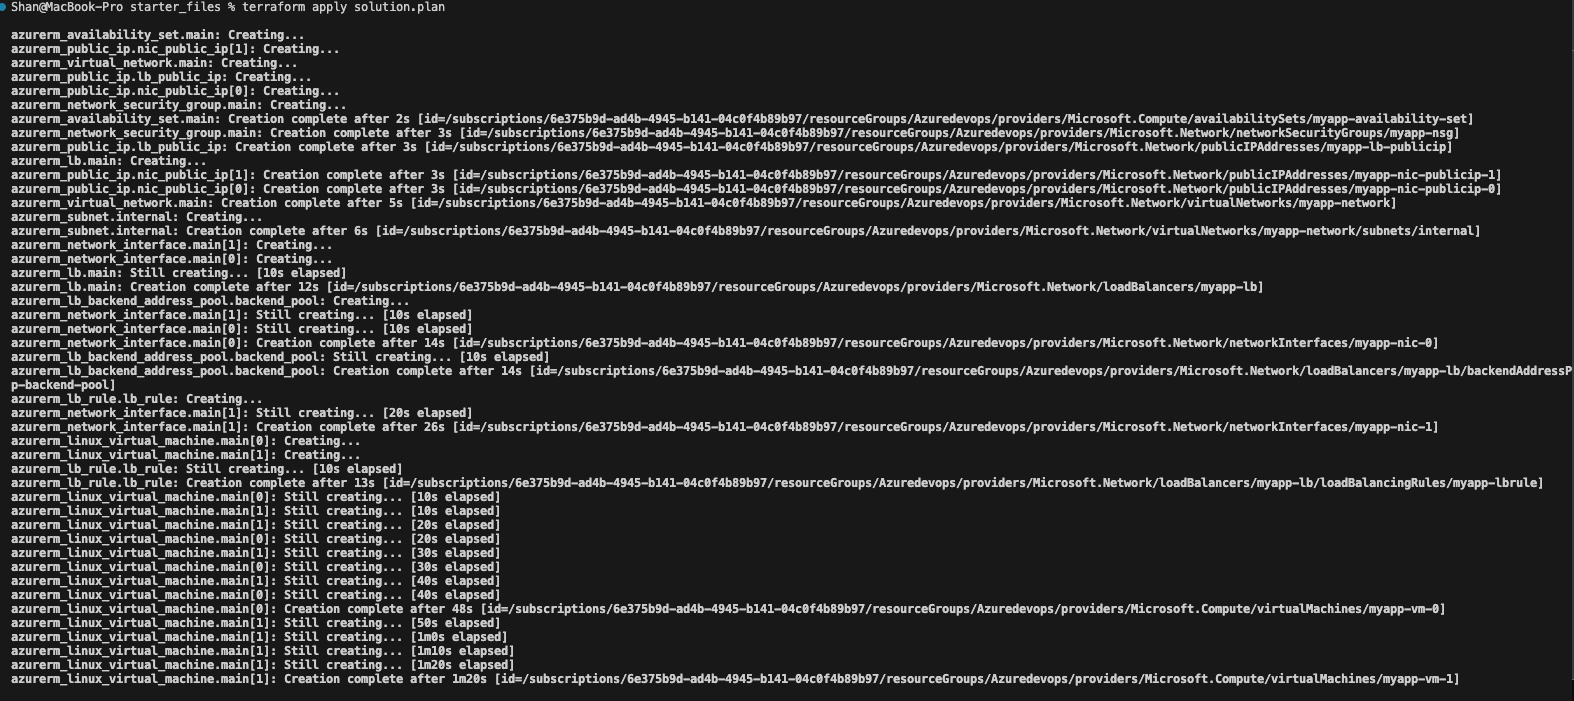 Shan@MacBook-Pro starter_files % terraform apply solution.plan
azurerm_availability_set.main: Creating...
azurerm_public_ip.nic_public_ip[1]: Creating...
azurerm_virtual_network.main: Creating...
azurerm_public_ip.lb_public_ip: Creating...
azurerm_public_ip.nic_public_ip[0]: Creating...
azurerm_network_security_group.main: Creating...
azurerm_availability_set.main: Creation complete after 2s [id=/subscriptions/6e375b9d-ad4b-4945-b141-04c0f4b89b97/resourceGroups/Azuredevops/providers/Microsoft.Compute/availabilitySets/myapp-availability-set]
azurerm_network_security_group.main: Creation complete after 3s [id=/subscriptions/6e375b9d-ad4b-4945-b141-04c0f4b89b97/resourceGroups/Azuredevops/providers/Microsoft.Network/networkSecurityGroups/myapp-nsg]
azurerm_public_ip.lb_public_ip: Creation complete after 3s [id=/subscriptions/6e375b9d-ad4b-4945-b141-04c0f4b89b97/resourceGroups/Azuredevops/providers/Microsoft.Network/publicIPAddresses/myapp-lb-publicip]
azurerm_lb.main: Creating...
azurerm_public_ip.nic_public_ip[1]: Creation complete after 3s [id=/subscriptions/6e375b9d-ad4b-4945-b141-04c0f4b89b97/resourceGroups/Azuredevops/providers/Microsoft.Network/publicIPAddresses/myapp-nic-publicip-1]
azurerm_public_ip.nic_public_ip[0]: Creation complete after 3s [id=/subscriptions/6e375b9d-ad4b-4945-b141-04c0f4b89b97/resourceGroups/Azuredevops/providers/Microsoft.Network/publicIPAddresses/myapp-nic-publicip-0]
azurerm_virtual_network.main: Creation complete after 5s [id=/subscriptions/6e375b9d-ad4b-4945-b141-04c0f4b89b97/resourceGroups/Azuredevops/providers/Microsoft.Network/virtualNetworks/myapp-network]
azurerm_subnet.internal: Creating...
azurerm_subnet.internal: Creation complete after 6s [id=/subscriptions/6e375b9d-ad4b-4945-b141-04c0f4b89b97/resourceGroups/Azuredevops/providers/Microsoft.Network/virtualNetworks/myapp-network/subnets/internal]
azurerm_network_interface.main[1]: Creating...
azurerm_network_interface.main[0]: Creating...
azurerm_lb.main: Still creating... [10s elapsed]
azurerm_lb.main: Creation complete after 12s [id=/subscriptions/6e375b9d-ad4b-4945-b141-04c0f4b89b97/resourceGroups/Azuredevops/providers/Microsoft.Network/loadBalancers/myapp-lb]
azurerm_lb_backend_address_pool.backend_pool: Creating...
azurerm_network_interface.main[1]: Still creating... [10s elapsed]
azurerm_network_interface.main[0]: Still creating... [10s elapsed]
azurerm_network_interface.main[0]: Creation complete after 14s [id=/subscriptions/6e375b9d-ad4b-4945-b141-04c0f4b89b97/resourceGroups/Azuredevops/providers/Microsoft.Network/networkInterfaces/myapp-nic-0]
azurerm_lb_backend_address_pool.backend_pool: Still creating... [10s elapsed]
azurerm_lb_backend_address_pool.backend_pool: Creation complete after 14s [id=/subscriptions/6e375b9d-ad4b-4945-b141-04c0f4b89b97/resourceGroups/Azuredevops/providers/Microsoft.Network/loadBalancers/myapp-lb/backendAddressP
p-backend-pool]
azurerm_lb_rule.lb_rule: Creating...
azurerm_network_interface.main[1]: Still creating... [20s elapsed]
azurerm_network_interface.main[1]: Creation complete after 26s [id=/subscriptions/6e375b9d-ad4b-4945-b141-04c0f4b89b97/resourceGroups/Azuredevops/providers/Microsoft.Network/networkInterfaces/myapp-nic-1]
azurerm_linux_virtual_machine.main[0]: Creating...
azurerm_linux_virtual_machine.main[1]: Creating...
azurerm_lb_rule.lb_rule: Still creating... [10s elapsed]
azurerm_lb_rule.lb_rule: Creation complete after 13s [id=/subscriptions/6e375b9d-ad4b-4945-b141-04c0f4b89b97/resourceGroups/Azuredevops/providers/Microsoft.Network/loadBalancers/myapp-lb/loadBalancingRules/myapp-lbrule]
azurerm_linux_virtual_machine.main[0]: Still creating... [10s elapsed]
azurerm_linux_virtual_machine.main[1]: Still creating... [10s elapsed]
azurerm_linux_virtual_machine.main[1]: Still creating... [20s elapsed]
azurerm_linux_virtual_machine.main[0]: Still creating... [20s elapsed]
azurerm_linux_virtual_machine.main[1]: Still creating... [30s elapsed]
azurerm_linux_virtual_machine.main[0]: Still creating... [30s elapsed]
azurerm_linux_virtual_machine.main[1]: Still creating... [40s elapsed]
azurerm_linux_virtual_machine.main[0]: Still creating... [40s elapsed]
azurerm_linux_virtual_machine.main[0]: Creation complete after 48s [id=/subscriptions/6e375b9d-ad4b-4945-b141-04c0f4b89b97/resourceGroups/Azuredevops/providers/Microsoft.Compute/virtualMachines/myapp-vm-0]
azurerm_linux_virtual_machine.main[1]: Still creating... [50s elapsed]
azurerm_linux_virtual_machine.main[1]: Still creating... [1m0s elapsed]
azurerm_linux_virtual_machine.main[1]: Still creating... [1m10s elapsed]
azurerm_linux_virtual_machine.main[1]: Still creating... [1m20s elapsed]
azurerm_linux_virtual_machine.main[1]: Creation complete after 1m20s [id=/subscriptions/6e375b9d-ad4b-4945-b141-04c0f4b89b97/resourceGroups/Azuredevops/providers/Microsoft.Compute/virtualMachines/myapp-vm-1]